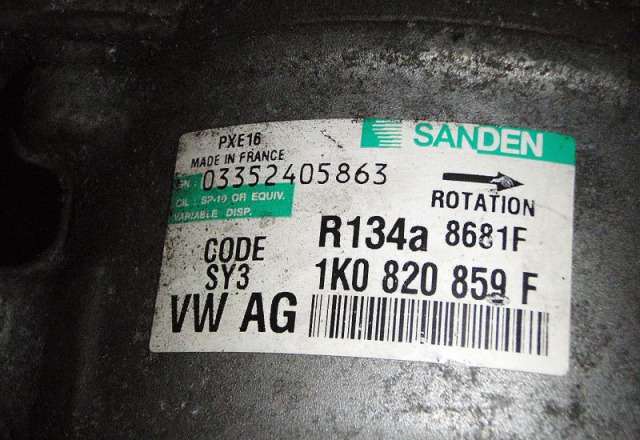 SANDEN
PXE16
MADE IN FRANCE
SN: 03352405863
OIL : SP-10 OR EQUIV.
VARIABLE DISP.
ROTATION
R134a 8681F
CODE
SY3
1K0 820 859 F
VW AG